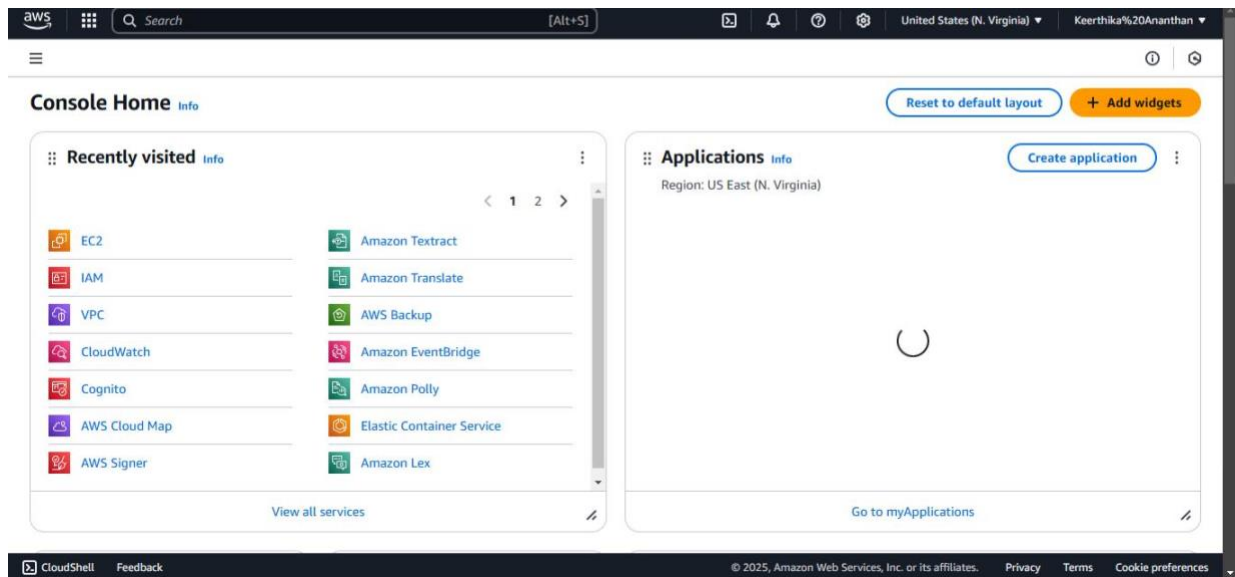 aws Search [Alt+S] United States (N. Virginia) ▼ Keerthika%20Ananthan ▼
Console Home Info Reset to default layout + Add widgets
Recently visited Info
Applications Info Create application
Region: US East (N. Virginia)
< 1 2 >
EC2 Amazon Textract
IAM Amazon Translate
VPC AWS Backup
CloudWatch Amazon EventBridge
Cognito Amazon Polly
AWS Cloud Map Elastic Container Service
AWS Signer Amazon Lex
View all services Go to myApplications
CloudShell Feedback © 2025, Amazon Web Services, Inc. or its affiliates. Privacy Terms Cookie preferences